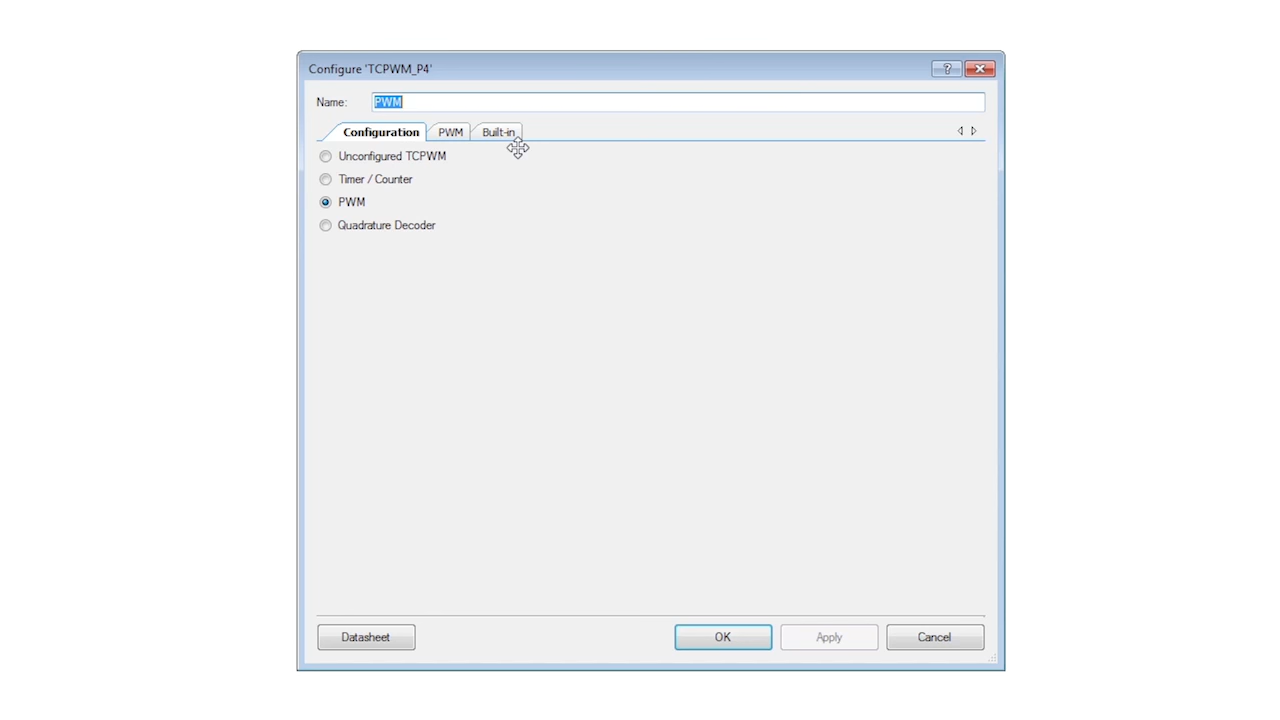 Configure 'TCPWM_P4'
?
Name: PWM
Configuration PWM Built-in
Unconfigured TCPWM
Timer / Counter
PWM
Quadrature Decoder
Datasheet OK Apply Cancel